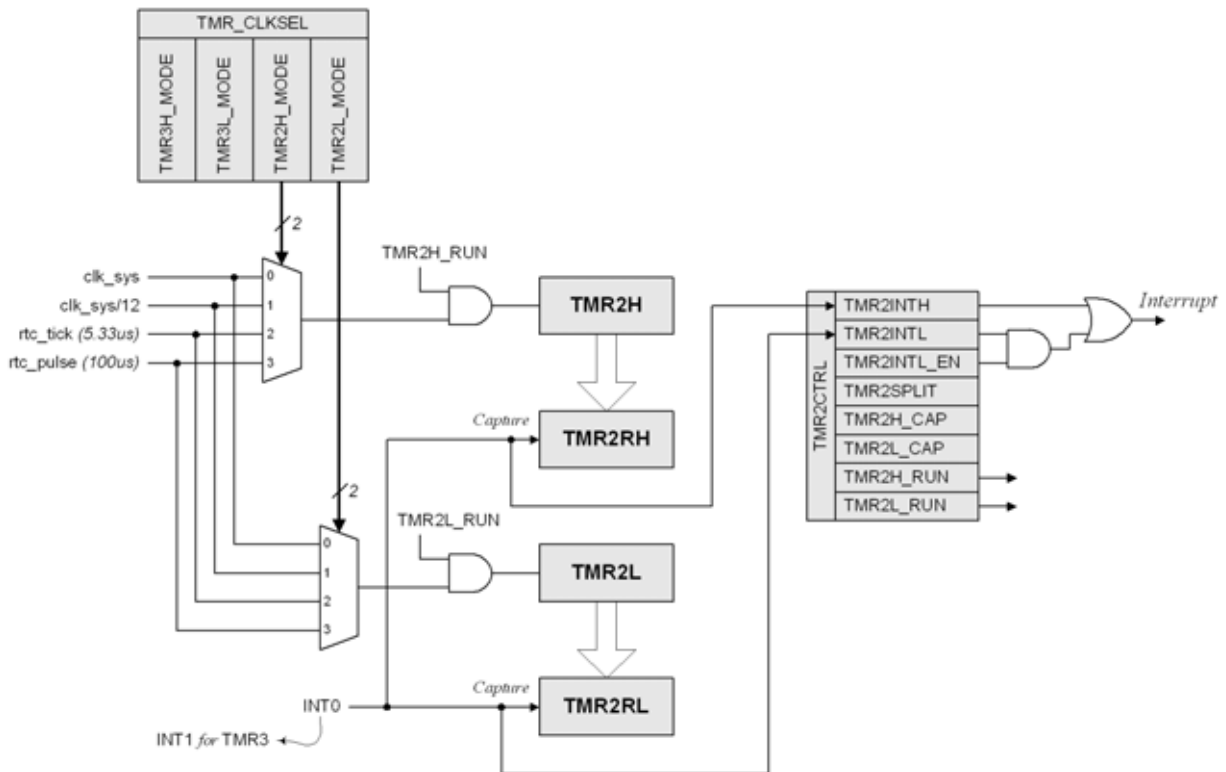 TMR_CLKSEL
TMR3H_MODE
TMR3L_MODE
TMR2H_MODE
TMR2L_MODE
2
clk_sys
clk_sys/12
rtc_tick (5.33us)
rtc_pulse (100us)
0
1
2
3
TMR2H_RUN
TMR2H
Capture
TMR2RH
2
0
1
2
3
TMR2L_RUN
TMR2L
Capture
TMR2RL
INT0
INT1 for TMR3
TMR2CTRL
TMR2INTH
TMR2INTL
TMR2INTL_EN
TMR2SPLIT
TMR2H_CAP
TMR2L_CAP
TMR2H_RUN
TMR2L_RUN
Interrupt